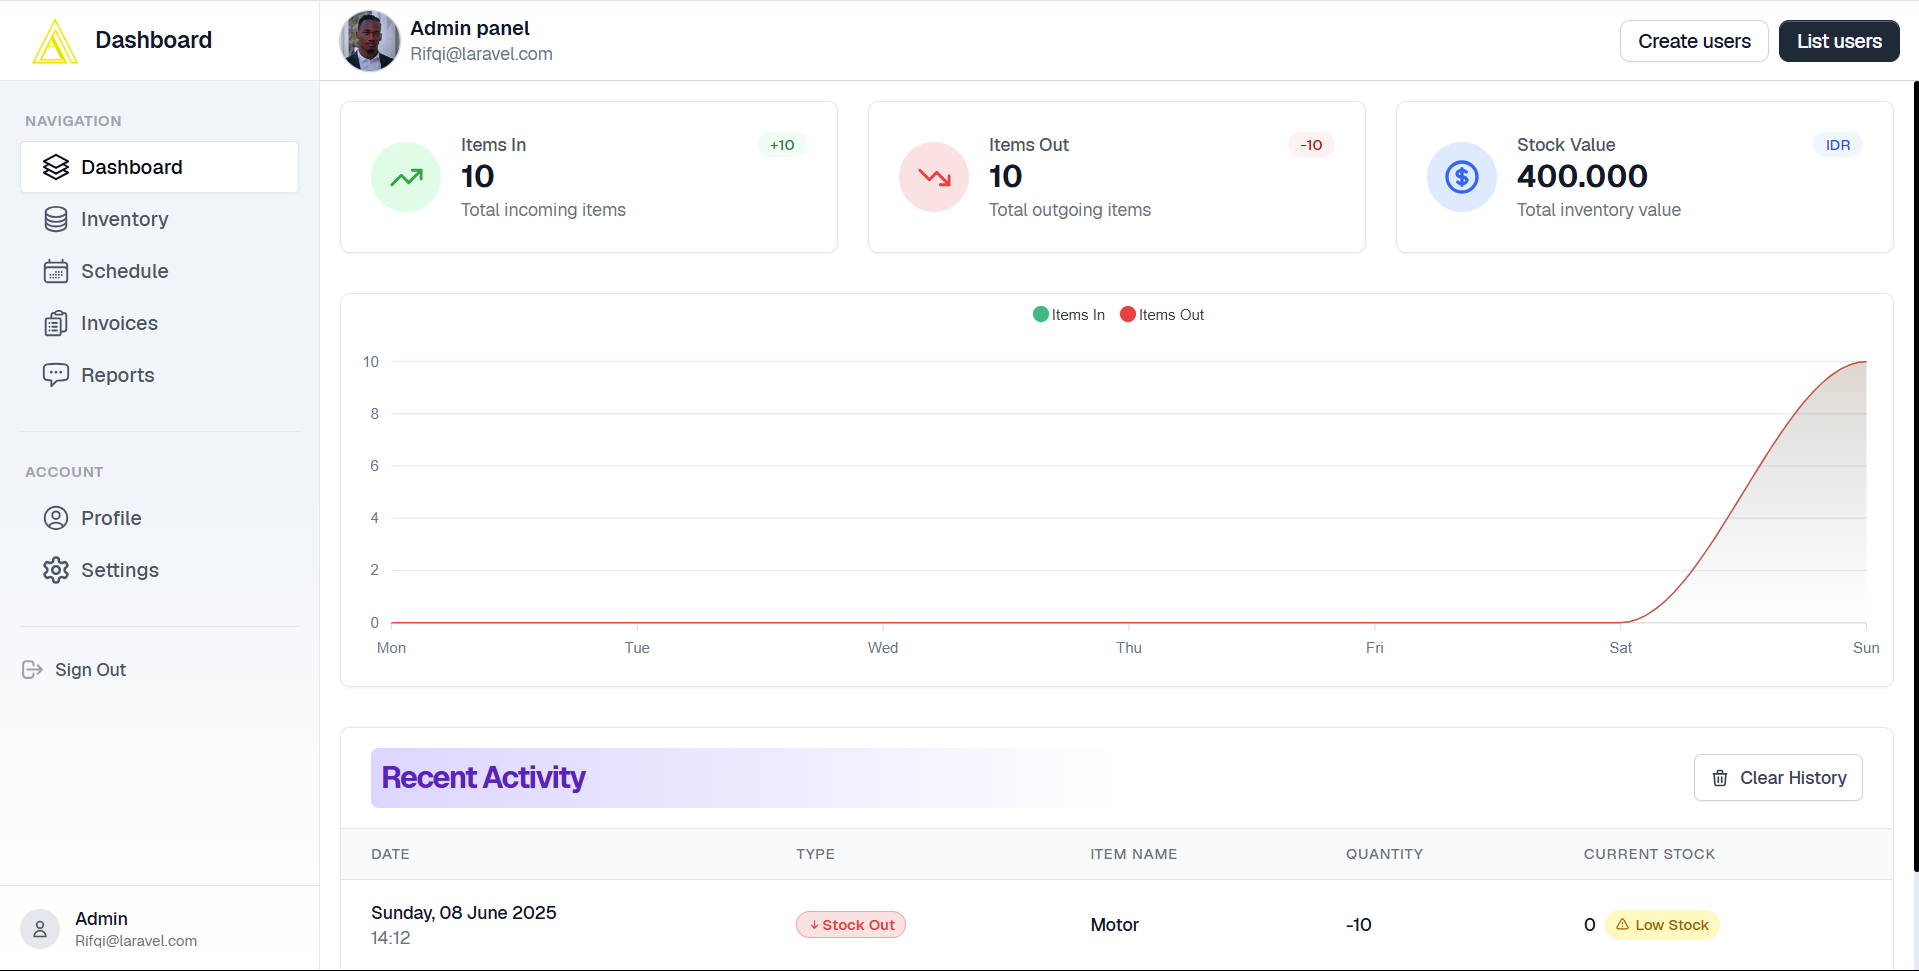 Dashboard
Admin panel
Rifqi@laravel.com
Create users
List users
NAVIGATION
Dashboard
Inventory
Schedule
Invoices
Reports
ACCOUNT
Profile
Settings
Sign Out
Admin
Rifqi@laravel.com
Items In
+10
10
Total incoming items
Items Out
-10
10
Total outgoing items
Stock Value
IDR
400.000
Total inventory value
Items In Items Out
10
8
6
4
2
0
Mon Tue Wed Thu Fri Sat Sun
Recent Activity
Clear History
DATE TYPE ITEM NAME QUANTITY CURRENT STOCK
Sunday, 08 June 2025
14:12
↓ Stock Out
Motor
-10
0
Low Stock